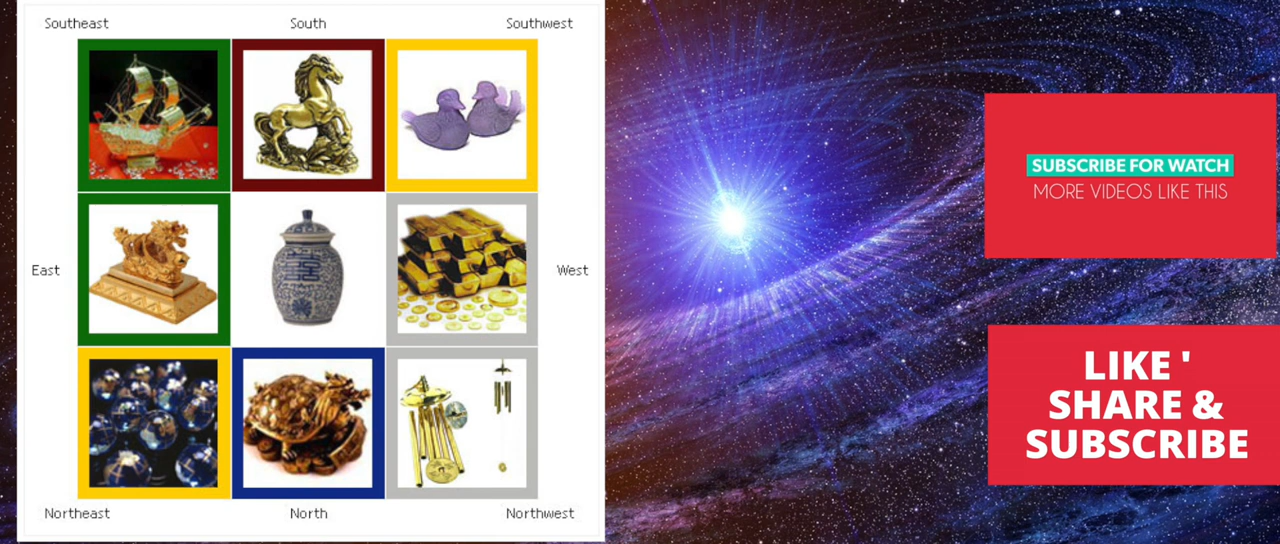 Southeast
South
Southwest
East
West
Northeast
North
Northwest
SUBSCRIBE FOR WATCH
MORE VIDEOS LIKE THIS
LIKE '
SHARE &
SUBSCRIBE